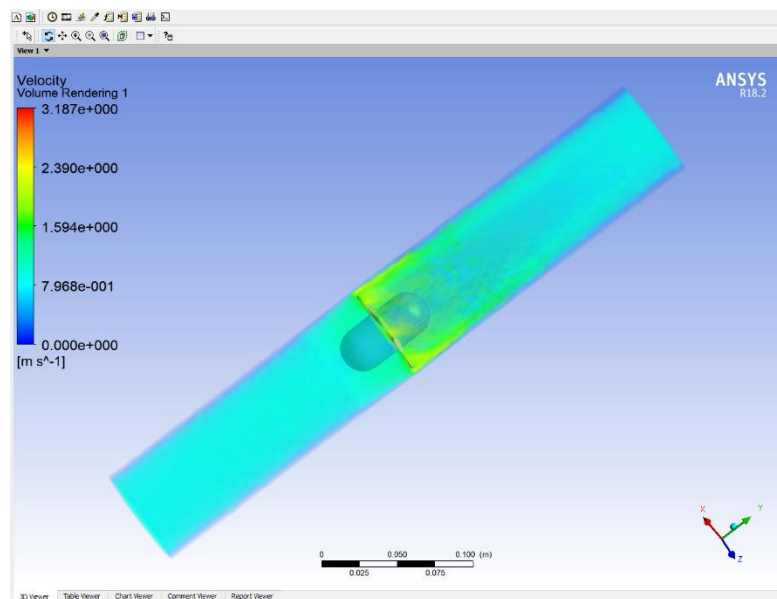 View 1
Velocity
Volume Rendering 1
3.187e+000
2.390e+000
1.594e+000
7.968e-001
0.000e+000
[m s^-1]
ANSYS
R18.2
X
Y
Z
0 0.050 0.100 (m)
0.025 0.075
3D Viewer Table Viewer Chart Viewer Comment Viewer Report Viewer